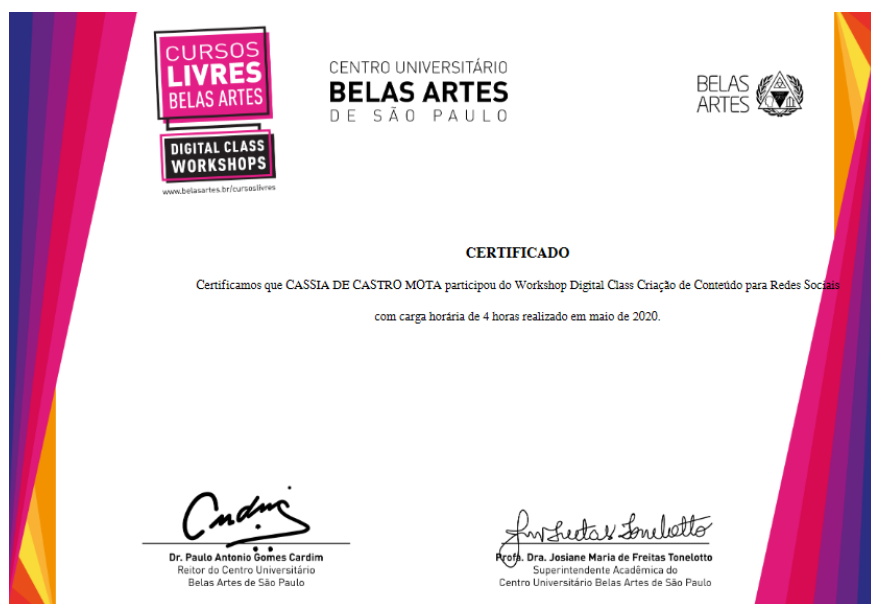 CURSOS
LIVRES
BELAS ARTES
DIGITAL CLASS
WORKSHOPS
www.belasartes.br/cursoslivres
CENTRO UNIVERSITÁRIO
BELAS ARTES
DE SÃO PAULO
BELAS
ARTES
CERTIFICADO
Certificamos que CASSIA DE CASTRO MOTA participou do Workshop Digital Class Criação de Conteúdo para Redes Sociais
com carga horária de 4 horas realizado em maio de 2020.
Dr. Paulo Antonio Gomes Cardim
Reitor do Centro Universitário
Belas Artes de São Paulo
Profa. Dra. Josiane Maria de Freitas Tonelotto
Superintendente Acadêmica do
Centro Universitário Belas Artes de São Paulo